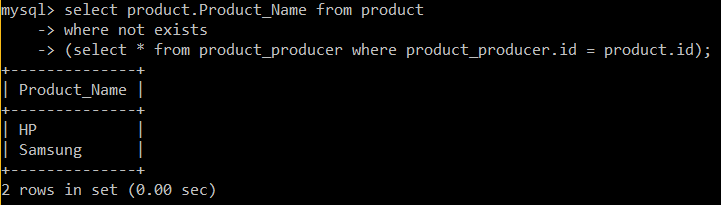 mysql> select product.Product_Name from product
    -> where not exists
    -> (select * from product_producer where product_producer.id = product.id);
+--------------+
| Product_Name |
+--------------+
| HP           |
| Samsung      |
+--------------+
2 rows in set (0.00 sec)